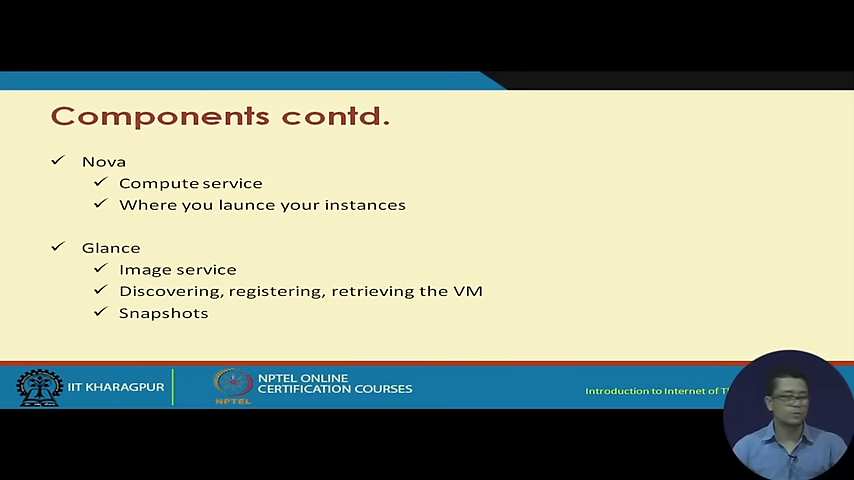 Components contd.
Nova
Compute service
Where you launce your instances
Glance
Image service
Discovering, registering, retrieving the VM
Snapshots
IIT KHARAGPUR
NPTEL
NPTEL ONLINE
CERTIFICATION COURSES
Introduction to Internet of